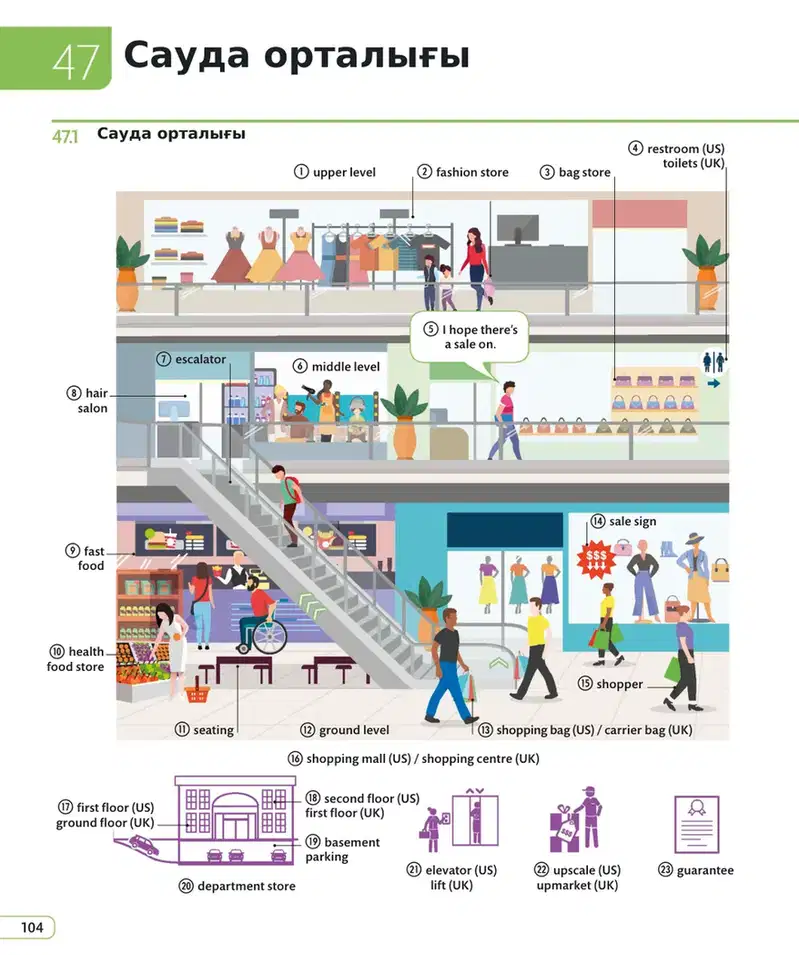 47 Сауда орталығы
47.1 Сауда орталығы
④ restroom (US)
toilets (UK)
① upper level
② fashion store
③ bag store
⑤ I hope there's
a sale on.
⑦ escalator
⑥ middle level
⑧ hair
salon
⑭ sale sign
$$$
⑨ fast
food
⑩ health
food store
⑮ shopper
⑪ seating
⑫ ground level
⑬ shopping bag (US) / carrier bag (UK)
⑯ shopping mall (US) / shopping centre (UK)
⑰ first floor (US)
ground floor (UK)
⑱ second floor (US)
first floor (UK)
⑲ basement
parking
⑳ department store
㉑ elevator (US)
lift (UK)
$$$
㉒ upscale (US)
upmarket (UK)
㉓ guarantee
104